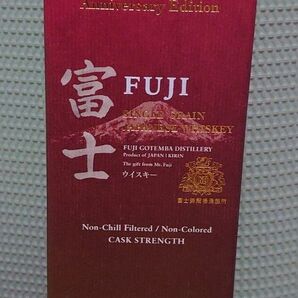 Anniversary Edition
富士
FUJI
SINGLE GRAIN
JAPANESE WHISKEY
FUJI GOTEMBA DISTILLERY
Product of JAPAN / KIRIN
The gift from Mt. Fuji
ウイスキー
富士御殿場蒸溜所
Non-Chill Filtered / Non-Colored
CASK STRENGTH